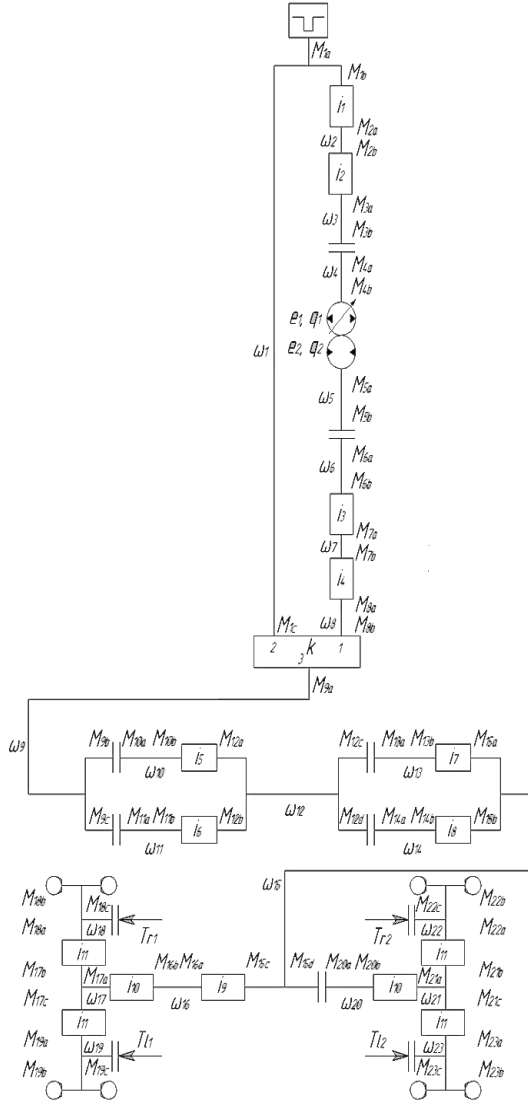 M1a
M1b
i1
M2a
ω2
M2b
i2
M3a
ω3
M3b
ω4
M4a
M4b
e1, q1
ω1
e2, q2
M5a
ω5
M5b
M6a
ω6
M6b
i3
M7a
ω7
M7b
i4
M8a
M1c ω8 M8b
2 k 1
3
M9a
ω9
M9b M10a M10b i5 M12a M12c M18a M13b i7 M15a
ω10 ω13
ω12
M9c M11a M11b i6 M12b M12d M14a M14b i8 M15b
ω11 ω14
M18b M18c ω15 M22c M22b
M18a ω18 Tr1 Tr2 ω22 M22a
i11 i11
M17b M17a M16b M16a M15c M15d M20a M20b M21a M21b
i10 i9 i10
M17c ω17 ω16 ω20 ω21 M21c
i11 i11
M19a ω19 Tl1 Tl2 ω23 M23a
M19b M19c M23c M23b